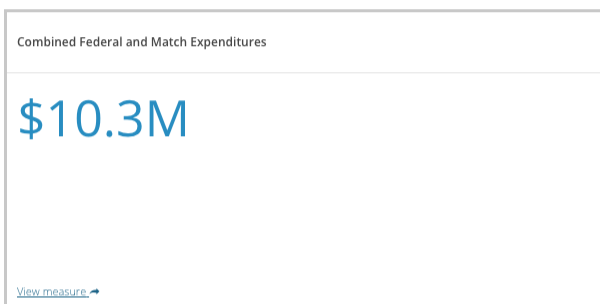 Combined Federal and Match Expenditures
$10.3M
View measure